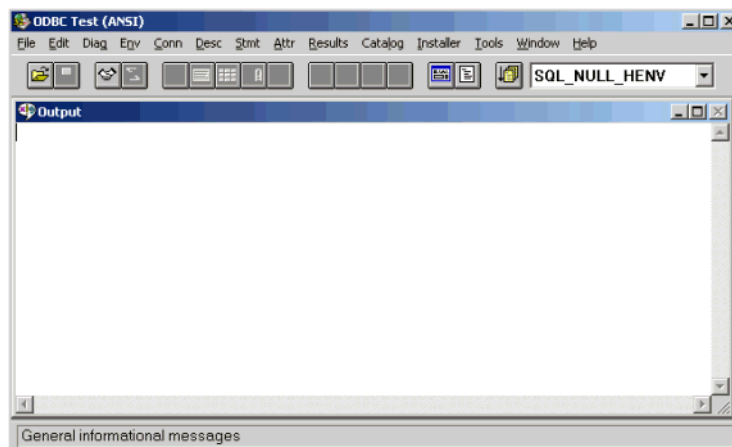 ODBC Test (ANSI)
File Edit Diag Env Conn Desc Stmt Attr Results Catalog Installer Tools Window Help
SQL_NULL_HENV
Output
General informational messages